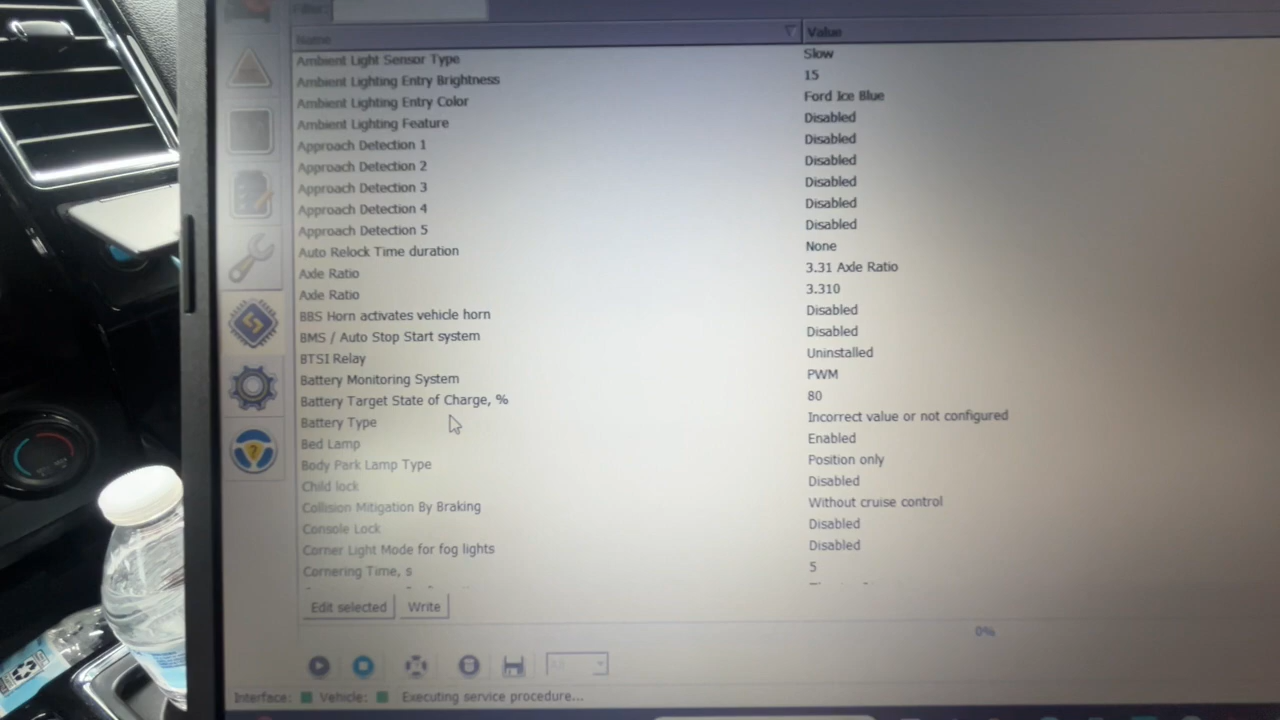 Filter:
Name Value
Ambient Light Sensor Type Slow
Ambient Lighting Entry Brightness 15
Ambient Lighting Entry Color Ford Ice Blue
Ambient Lighting Feature Disabled
Approach Detection 1 Disabled
Approach Detection 2 Disabled
Approach Detection 3 Disabled
Approach Detection 4 Disabled
Approach Detection 5 Disabled
Auto Relock Time duration None
Axle Ratio 3.31 Axle Ratio
Axle Ratio 3.310
BBS Horn activates vehicle horn Disabled
BMS / Auto Stop Start system Disabled
BTSI Relay Uninstalled
Battery Monitoring System PWM
Battery Target State of Charge, % 80
Battery Type Incorrect value or not configured
Bed Lamp Enabled
Body Park Lamp Type Position only
Child lock Disabled
Collision Mitigation By Braking Without cruise control
Console Lock Disabled
Corner Light Mode for fog lights Disabled
Cornering Time, s 5
Edit selected Write
0%
Interface: Vehicle: Executing service procedure...